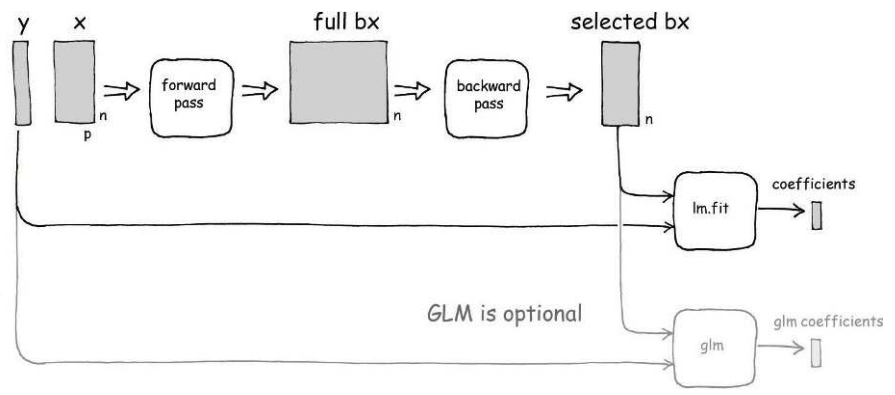 y x full bx selected bx
forward
pass
backward
pass
n
p
n
n
coefficients
lm.fit
GLM is optional
glm coefficients
glm